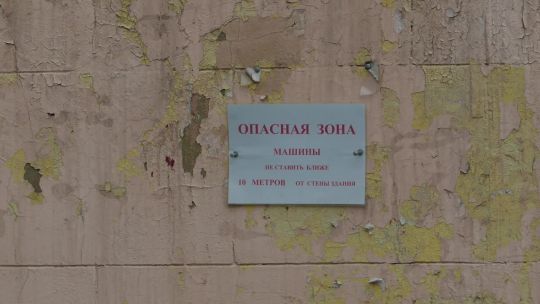 ОПАСНАЯ ЗОНА
МАШИНЫ
НЕ СТАВИТЬ БЛИЖЕ
10 МЕТРОВ ОТ СТЕНЫ ЗДАНИЯ